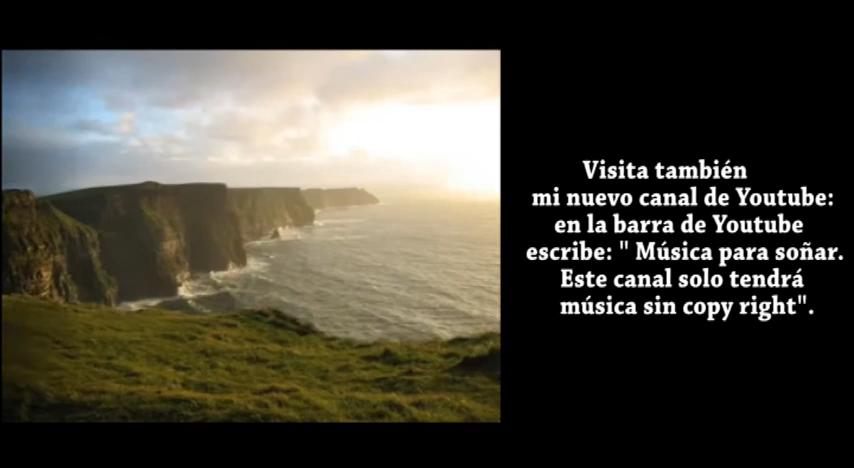 Visita también
mi nuevo canal de Youtube:
en la barra de Youtube
escribe: " Música para soñar.
Este canal solo tendrá
música sin copy right".